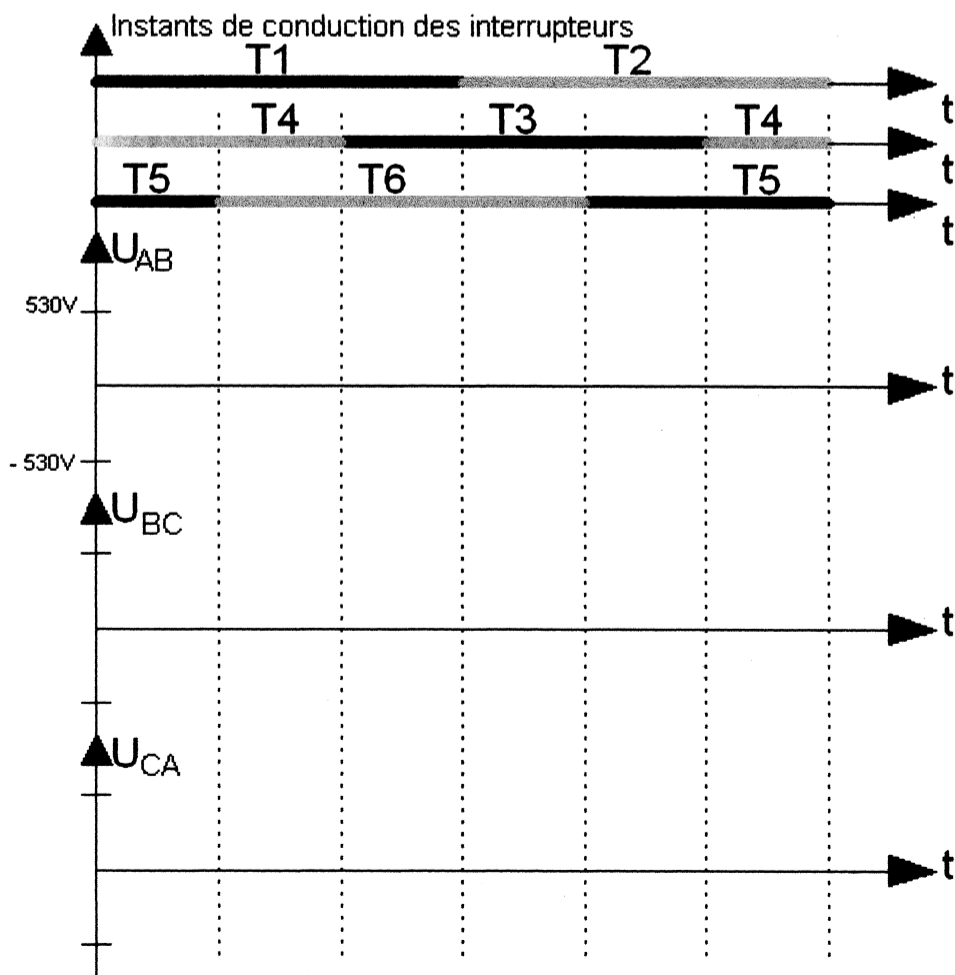 Instants de conduction des interrupteurs
T1 T2
t
T4 T3 T4
t
T5 T6 T5
t
UAB
530V
t
- 530V
UBC
t
UCA
t